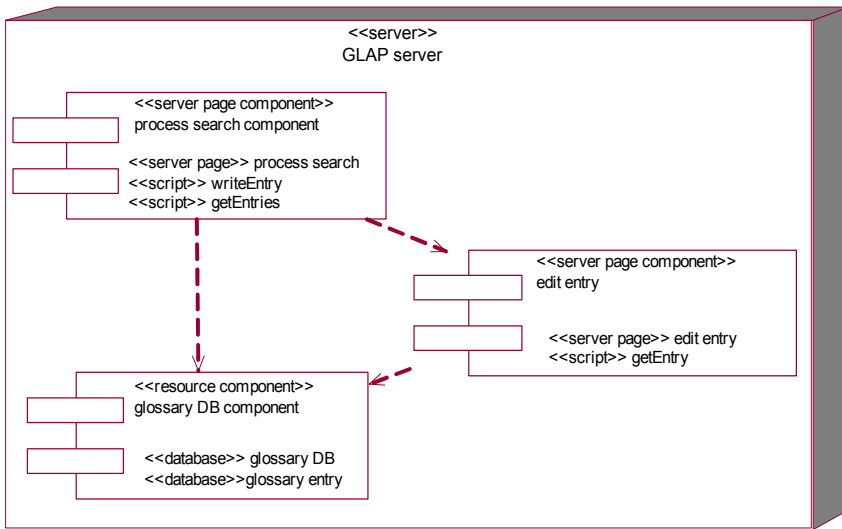 <<server>>
GLAP server
<<server page component>>
process search component
<<server page>> process search
<<script>> writeEntry
<<script>> getEntries
<<server page component>>
edit entry
<<server page>> edit entry
<<script>> getEntry
<<resource component>>
glossary DB component
<<database>> glossary DB
<<database>>glossary entry